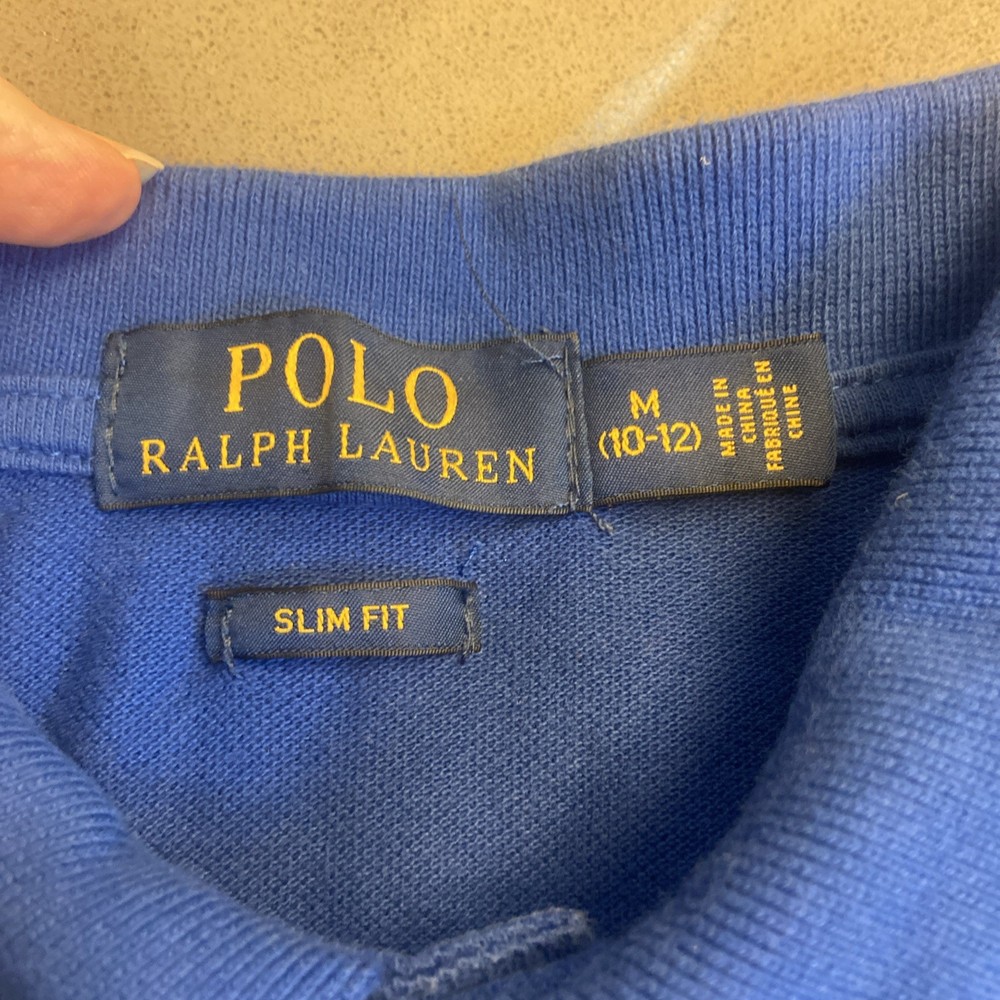 POLO
RALPH LAUREN
M
(10-12)
MADE IN
CHINA
FABRIQUÉ EN
CHINE
SLIM FIT